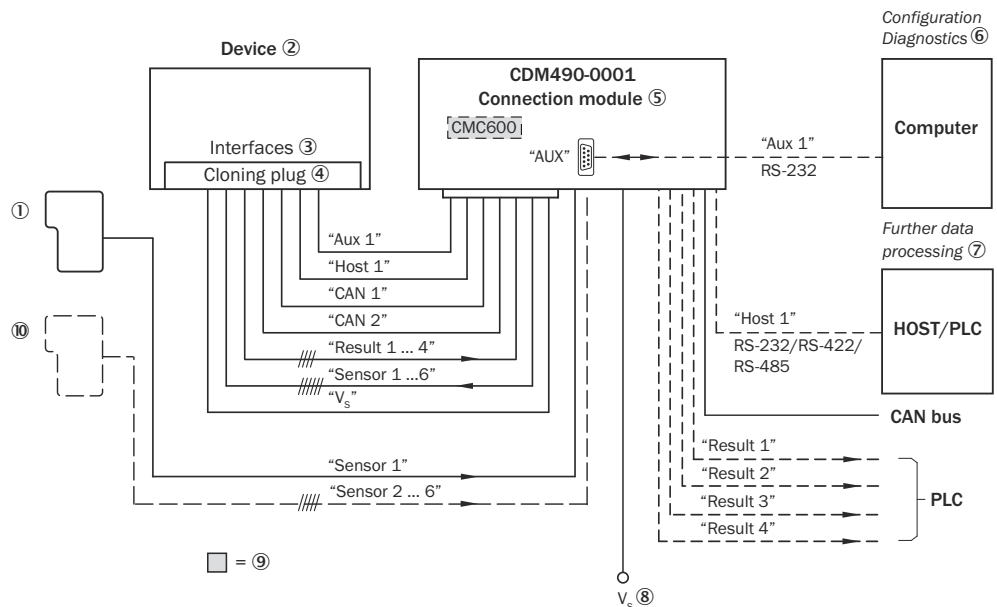 Configuration
Diagnostics ⑥
Device ②
CDM490-0001
Connection module ⑤
CMC600
"AUX"
"Aux 1"
RS-232
Computer
Interfaces ③
Cloning plug ④
①
"Aux 1"
"Host 1"
"CAN 1"
"CAN 2"
"Result 1 ... 4"
"Sensor 1 ...6"
"Vs"
⑩
Further data
processing ⑦
"Host 1"
RS-232/RS-422/
RS-485
HOST/PLC
CAN bus
"Sensor 1"
"Sensor 2 ... 6"
"Result 1"
"Result 2"
"Result 3"
"Result 4"
PLC
= ⑨
Vs ⑧